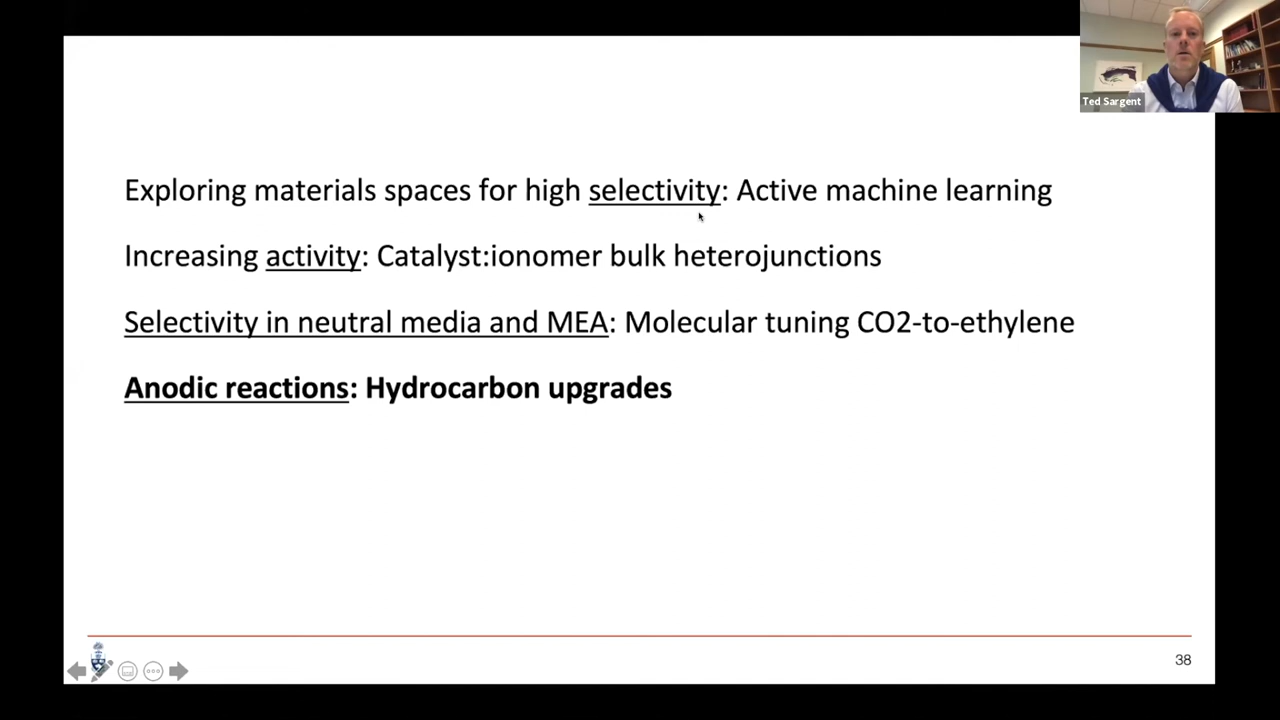 Ted Sargent
Exploring materials spaces for high selectivity: Active machine learning
Increasing activity: Catalyst:ionomer bulk heterojunctions
Selectivity in neutral media and MEA: Molecular tuning CO2-to-ethylene
Anodic reactions: Hydrocarbon upgrades
38